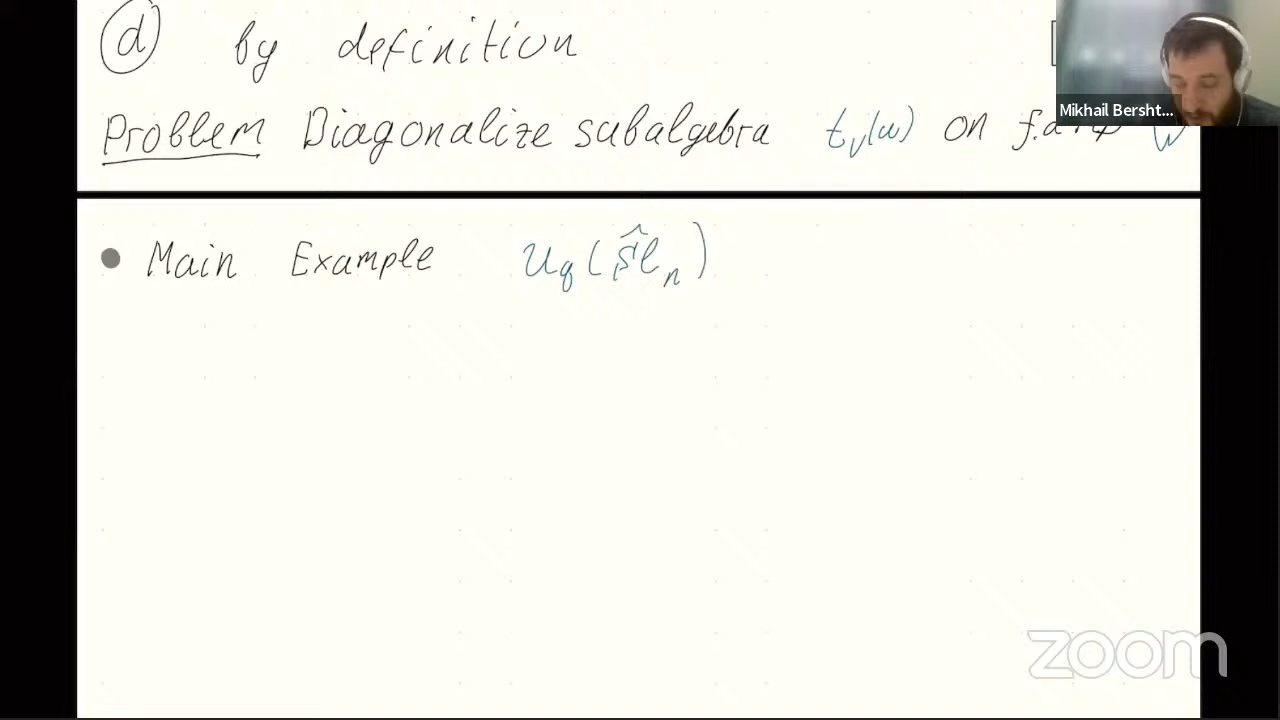 ⓓ by definition
Mikhail Bersht...
Problem Diagonalize subalgebra t_V(u) on
• Main Example U_q(ŝl_n)
zoom